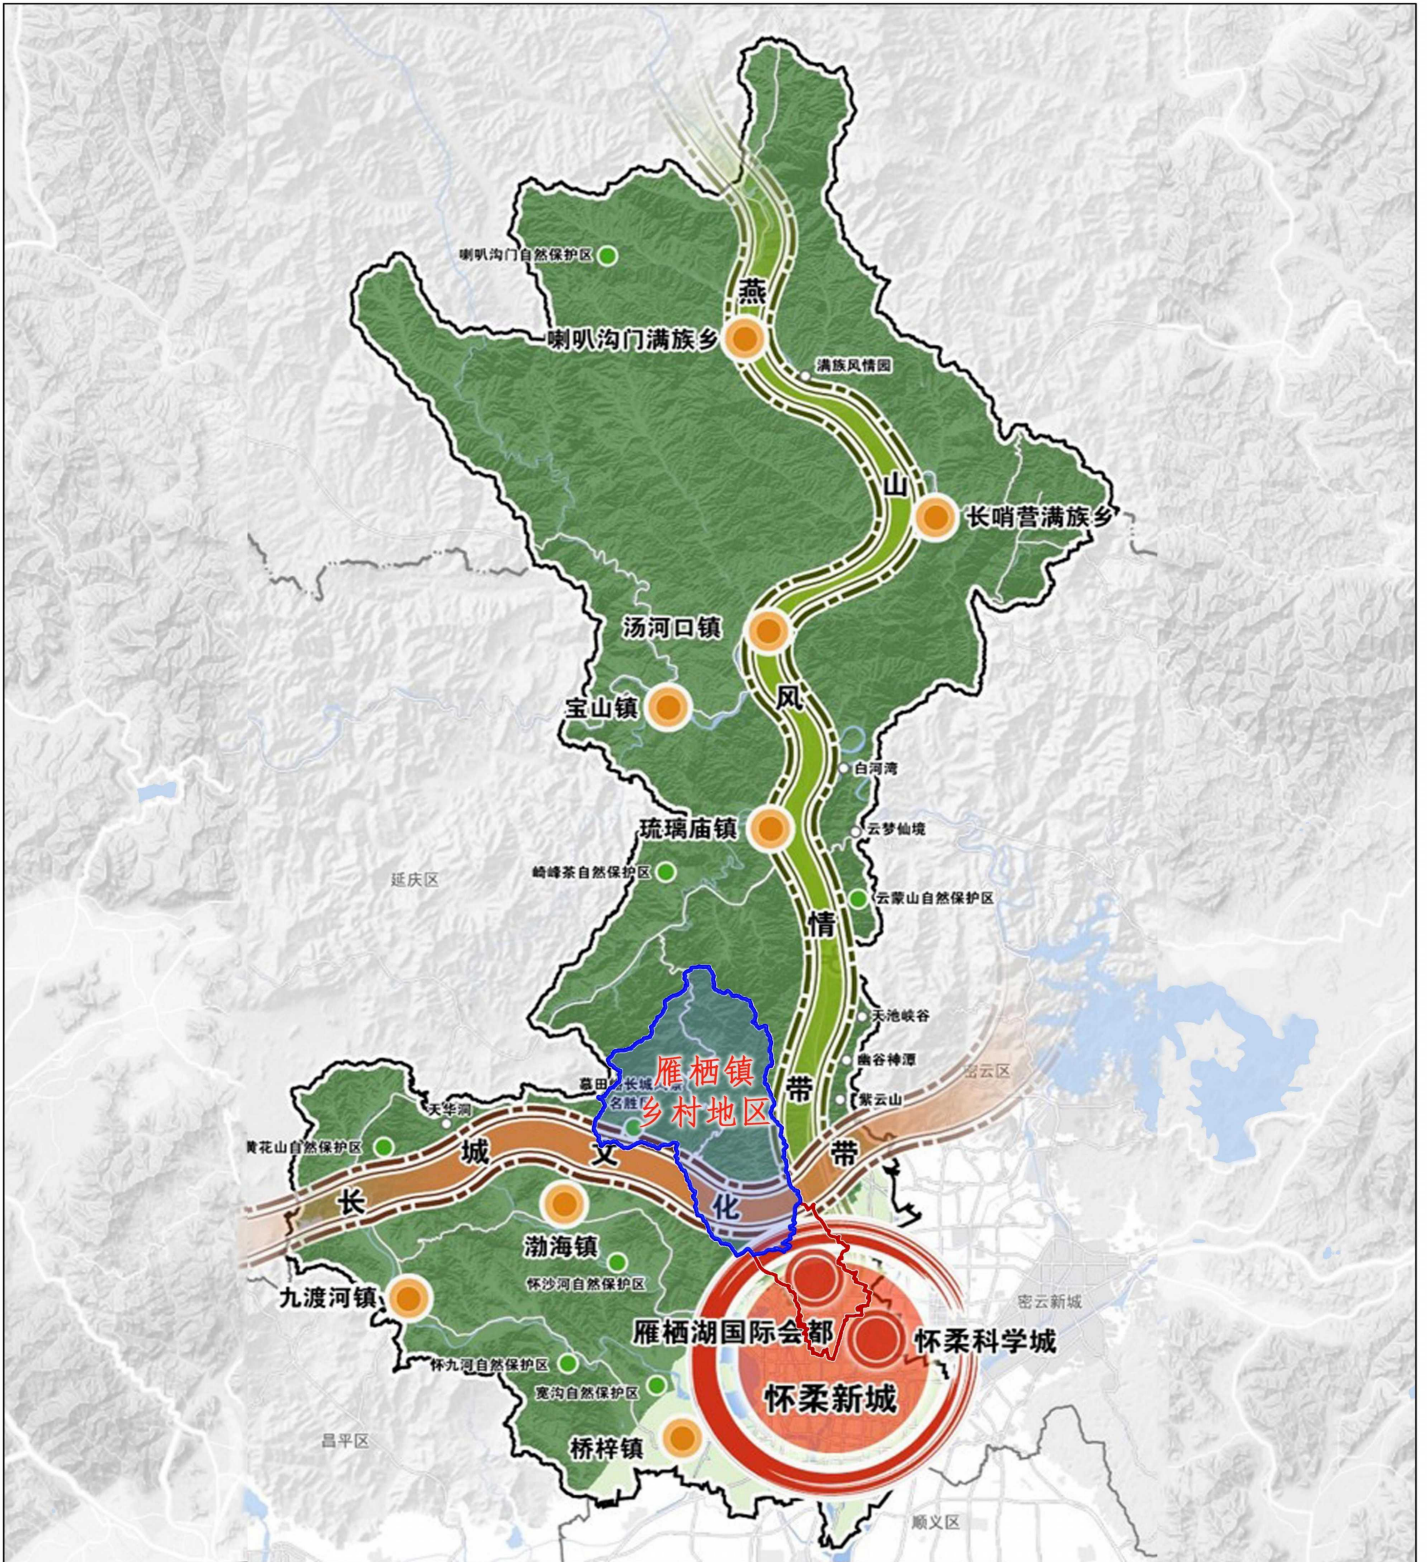 喇叭沟门自然保护区
燕
喇叭沟门满族乡
满族风情园
山
长哨营满族乡
汤河口镇
风
宝山镇
白河湾
琉璃庙镇
云梦仙境
崎峰茶自然保护区
延庆区
云蒙山自然保护区
情
天池峡谷
幽谷神潭
密云区
雁栖镇
乡村地区
慕田峪长城风景
名胜区
带
紫云山
天华洞
黄花山自然保护区
长
城
文
化
带
渤海镇
怀沙河自然保护区
九渡河镇
密云新城
雁栖湖国际会都
怀柔科学城
怀九河自然保护区
宽沟自然保护区
怀柔新城
桥梓镇
昌平区
顺义区